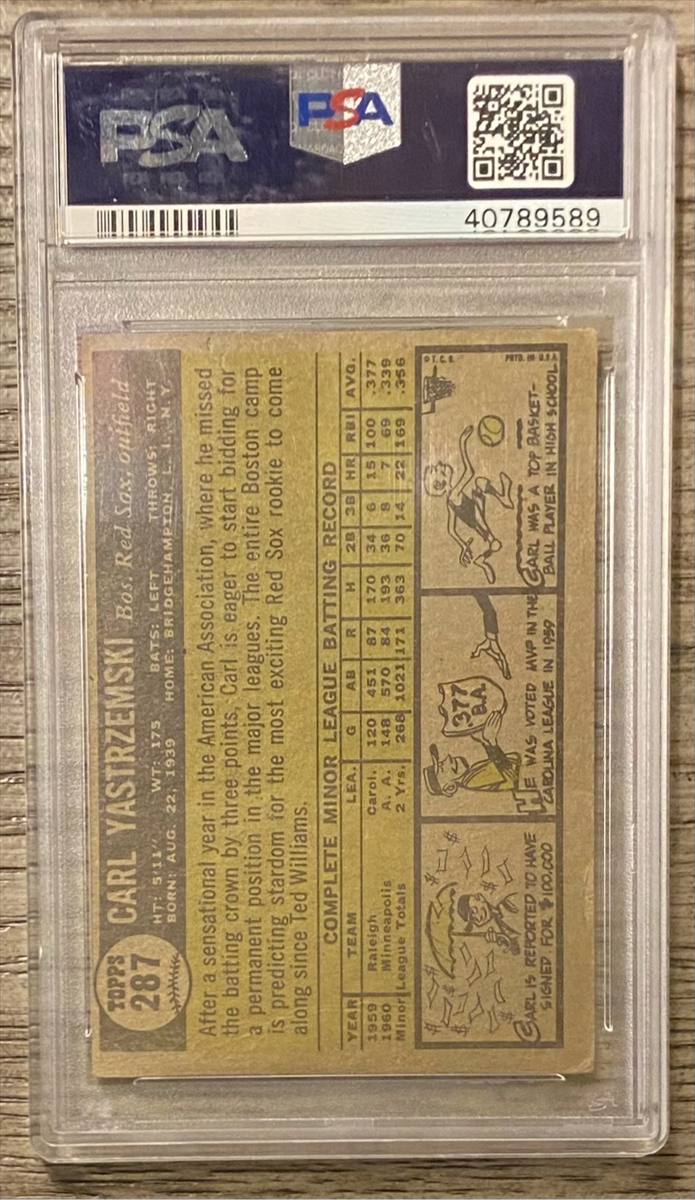 PSA
PSA
40789589
TOPPS
287
CARL YASTRZEMSKI Bos. Red Sox, outfield
HT: 5'11" WT: 175 BATS: LEFT THROWS: RIGHT
BORN: AUG. 22, 1939 HOME: BRIDGEHAMPTON, L. I., N. Y.
After a sensational year in the American Association, where he missed
the batting crown by three points, Carl is eager to start bidding for
a permanent position in the major leagues. The entire Boston camp
is predicting stardom for the most exciting Red Sox rookie to come
along since Ted Williams.
COMPLETE MINOR LEAGUE BATTING RECORD
YEAR TEAM LEA. G AB R H 2B 3B HR RBI AVG.
1959 Raleigh Carol. 120 451 87 170 34 6 15 100 .377
1960 Minneapolis A. A. 148 570 84 193 36 8 7 69 .339
Minor League Totals 2 Yrs. 268 1021 171 363 70 14 22 169 .356
CARL IS REPORTED TO HAVE
SIGNED FOR $100,000
377
B.A.
HE WAS VOTED MVP IN THE
CAROLINA LEAGUE IN 1959
© T. C. G.
PRTD. IN U.S.A.
CARL WAS A TOP BASKET-
BALL PLAYER IN HIGH SCHOOL